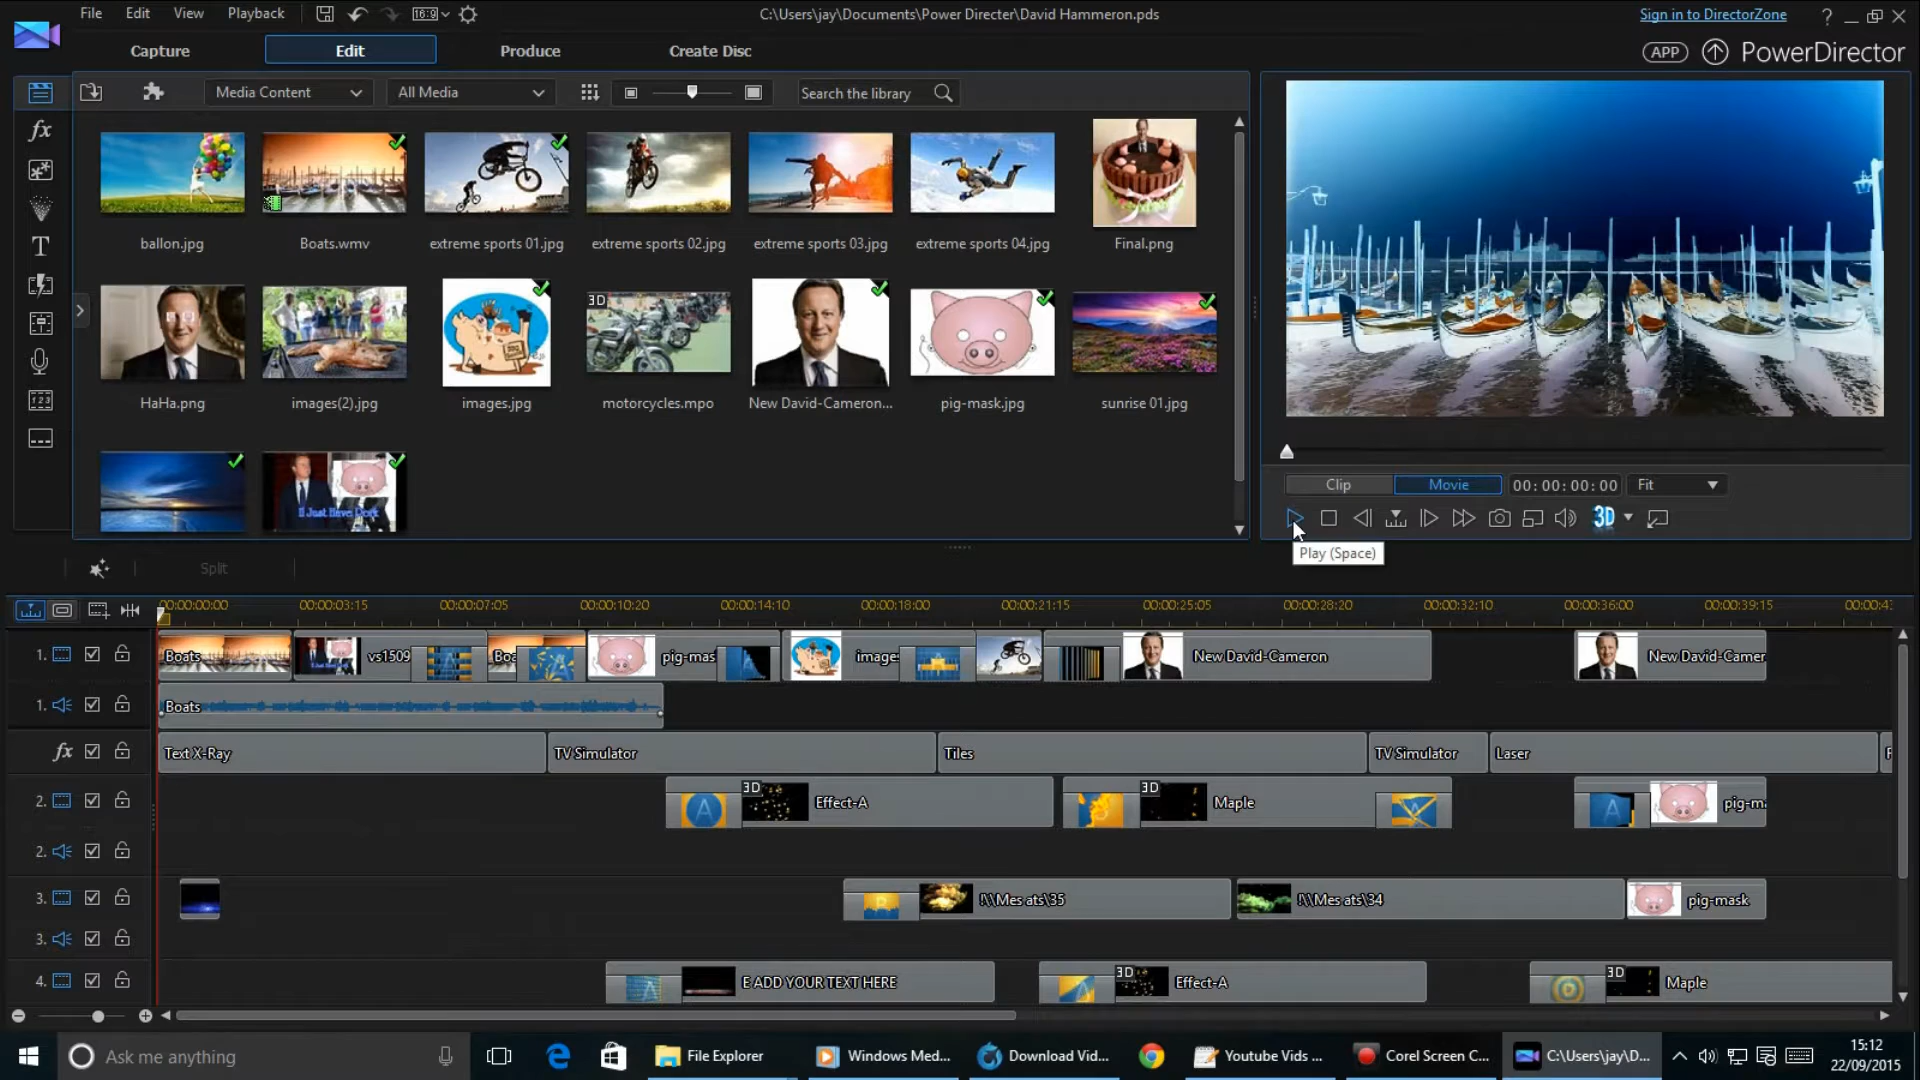 File Edit View Playback 16:9 C:\Users\jay\Documents\Power Directer\David Hammeron.pds Sign in to DirectorZone ?
Capture Edit Produce Create Disc APP PowerDirector
Media Content All Media Search the library
ballon.jpg Boats.wmv extreme sports 01.jpg extreme sports 02.jpg extreme sports 03.jpg extreme sports 04.jpg Final.png
3D
HaHa.png images(2).jpg images.jpg motorcycles.mpo New David-Cameron... pig-mask.jpg sunrise 01.jpg
Clip Movie 00:00:00:00 Fit
3D
Play (Space)
Split
00:00:00:00 00:00:03:15 00:00:07:05 00:00:10:20 00:00:14:10 00:00:18:00 00:00:21:15 00:00:25:05 00:00:28:20 00:00:32:10 00:00:36:00 00:00:39:15 00:00:43
1. Boats vs1509 Boa pig-mas image: New David-Cameron New David-Camer
1. Boats
fx Text X-Ray TV Simulator Tiles TV Simulator Laser
2. 3D Effect-A 3D Maple pig-m
2.
3. !\\Mes ats\35 !\\Mes ats\34 pig-mask
3.
4. E ADD YOUR TEXT HERE 3D Effect-A 3D Maple
Ask me anything File Explorer Windows Med... Download Vid... Youtube Vids ... Corel Screen C... C:\Users\jay\D... 15:12
22/09/2015